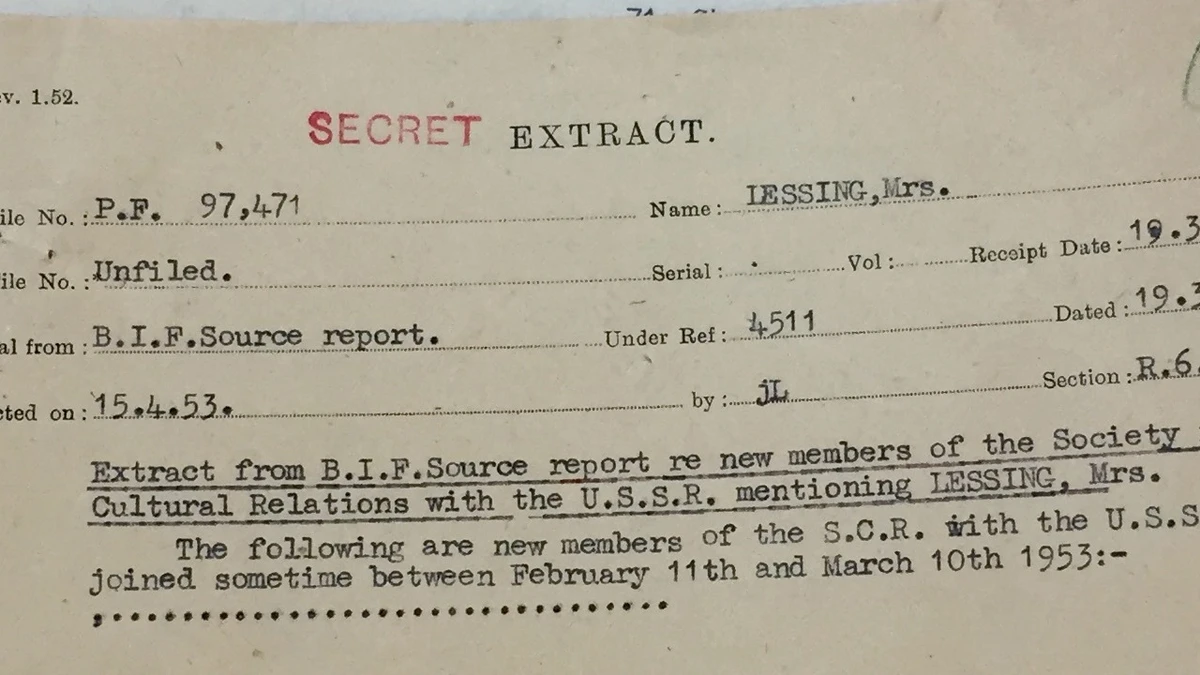 v. 1.52.
SECRET EXTRACT.
ile No.: P.F. 97,471 Name: LESSING, Mrs.
ile No.: Unfiled. Serial: Vol: Receipt Date: 19.3
al from: B.I.F.Source report. Under Ref: 4511 Dated: 19.3
cted on: 15.4.53. by: jL Section: R.6.
Extract from B.I.F.Source report re new members of the Society
Cultural Relations with the U.S.S.R. mentioning LESSING, Mrs.
The following are new members of the S.C.R. with the U.S.S
joined sometime between February 11th and March 10th 1953:-